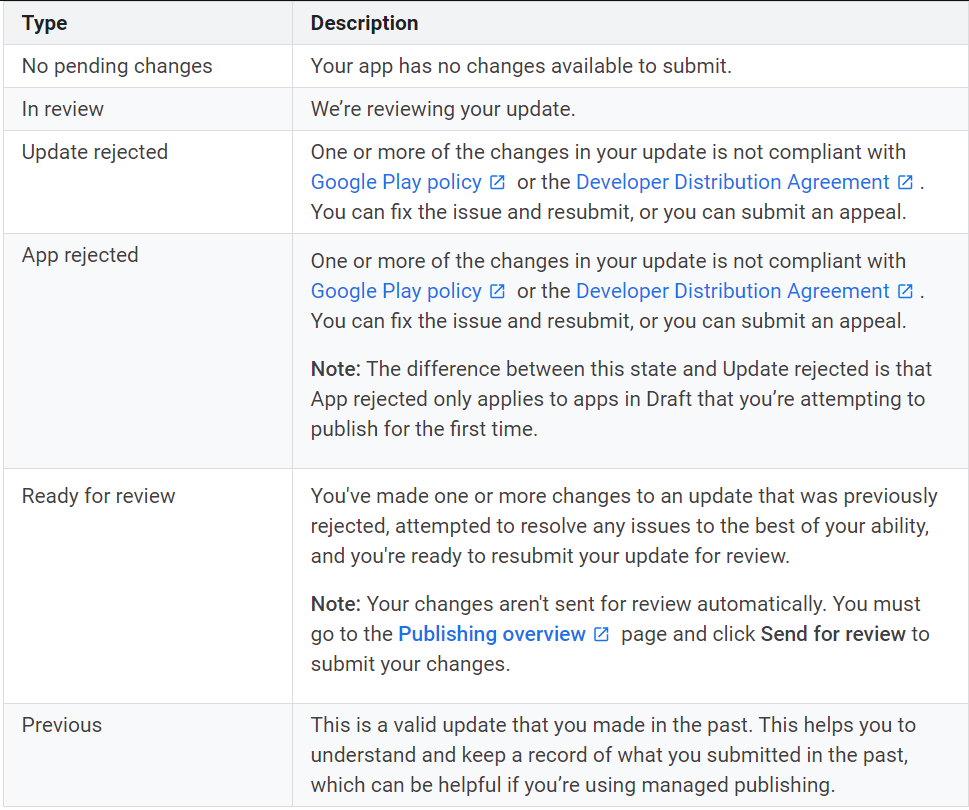 Type
Description
No pending changes
Your app has no changes available to submit.
In review
We’re reviewing your update.
Update rejected
One or more of the changes in your update is not compliant with
Google Play policy or the Developer Distribution Agreement .
You can fix the issue and resubmit, or you can submit an appeal.
App rejected
One or more of the changes in your update is not compliant with
Google Play policy or the Developer Distribution Agreement .
You can fix the issue and resubmit, or you can submit an appeal.
Note: The difference between this state and Update rejected is that
App rejected only applies to apps in Draft that you’re attempting to
publish for the first time.
Ready for review
You've made one or more changes to an update that was previously
rejected, attempted to resolve any issues to the best of your ability,
and you're ready to resubmit your update for review.
Note: Your changes aren't sent for review automatically. You must
go to the Publishing overview page and click Send for review to
submit your changes.
Previous
This is a valid update that you made in the past. This helps you to
understand and keep a record of what you submitted in the past,
which can be helpful if you’re using managed publishing.